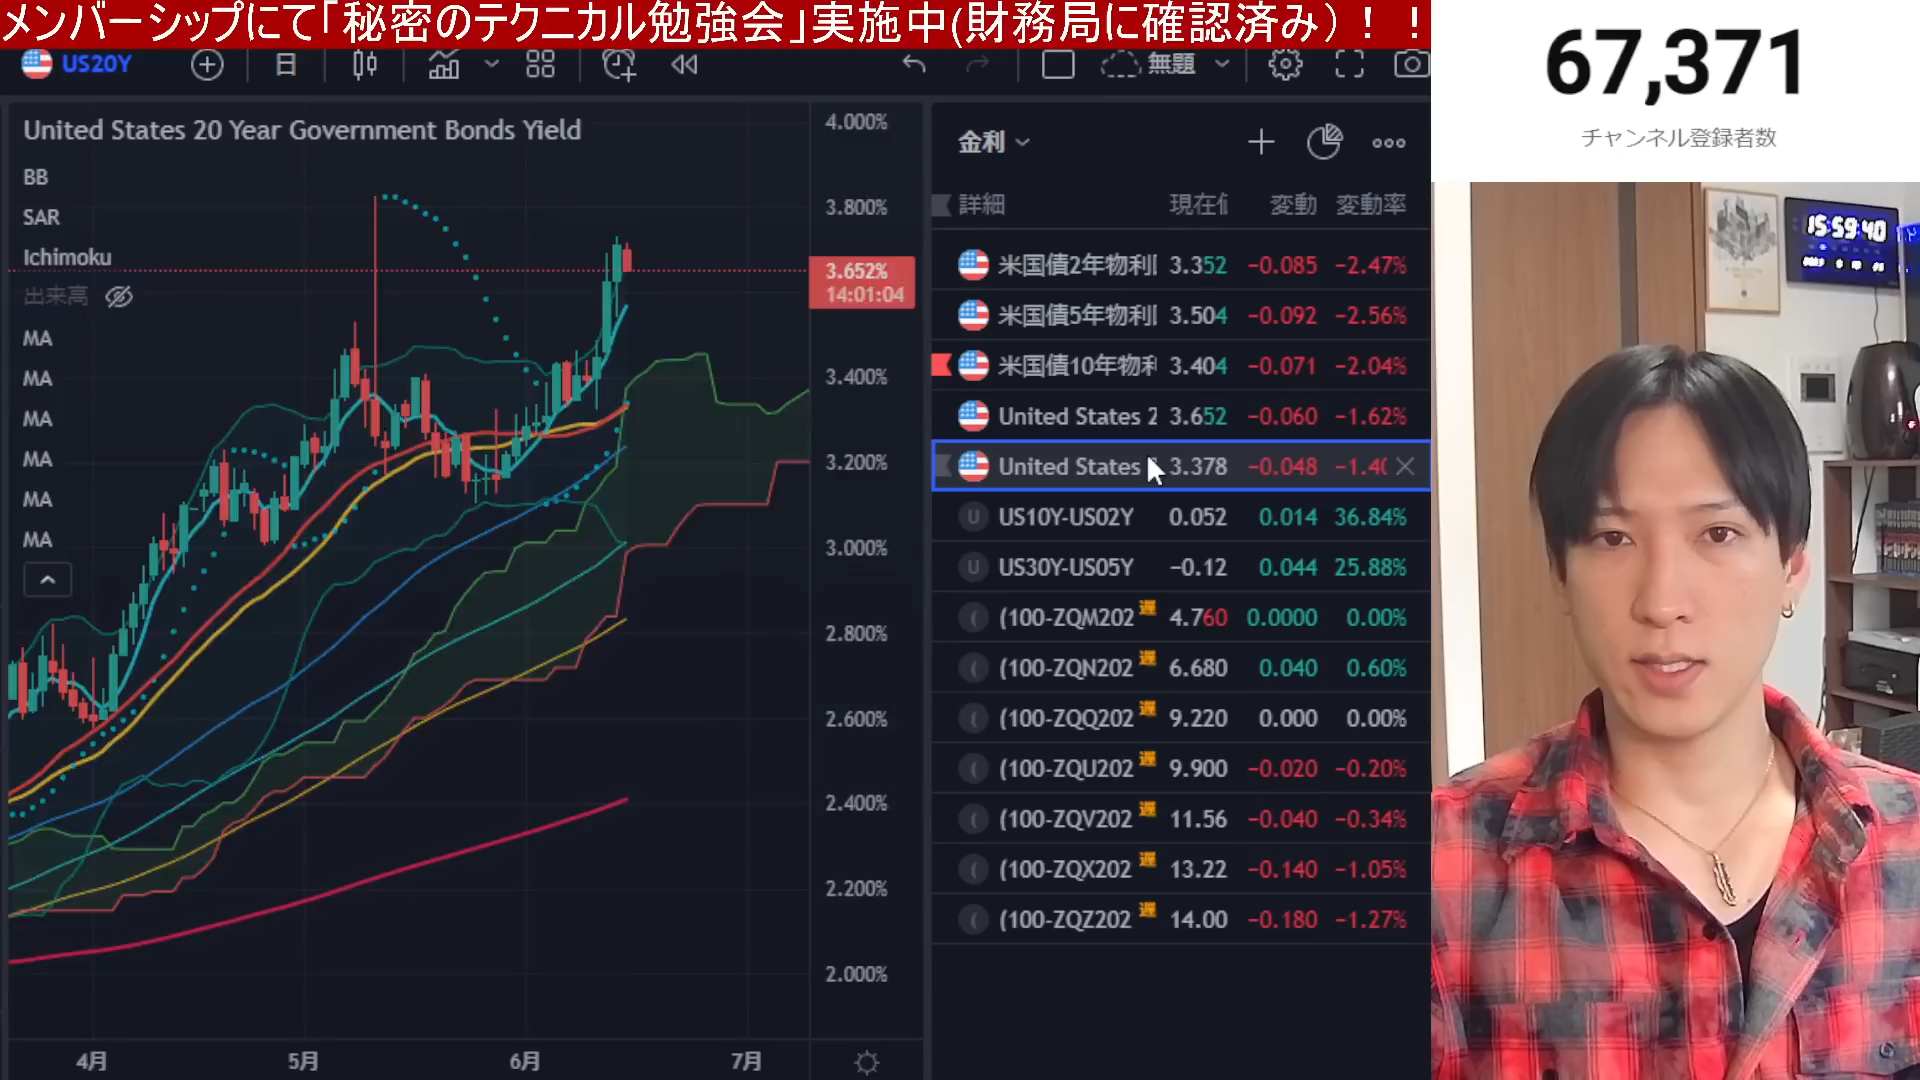 メンバーシップにて「秘密のテクニカル勉強会」実施中(財務局に確認済み）！！
67,371
チャンネル登録者数
US20Y
日
無題
United States 20 Year Government Bonds Yield
BB
SAR
Ichimoku
出来高
MA
MA
MA
MA
MA
MA
4.000%
3.800%
3.652%
14:01:04
3.400%
3.200%
3.000%
2.800%
2.600%
2.400%
2.200%
2.000%
4月
5月
6月
7月
金利
詳細 現在 変動 変動率
米国債2年物利 3.352 −0.085 −2.47%
米国債5年物利 3.504 −0.092 −2.56%
米国債10年物 3.404 −0.071 −2.04%
United States 2 3.652 −0.060 −1.62%
United States 3.378 −0.048 −1.4
U US10Y-US02Y 0.052 0.014 36.84%
U US30Y-US05Y −0.12 0.044 25.88%
( (100-ZQM202 遅 4.760 0.0000 0.00%
( (100-ZQN202 遅 6.680 0.040 0.60%
( (100-ZQQ202 遅 9.220 0.000 0.00%
( (100-ZQU202 遅 9.900 −0.020 −0.20%
( (100-ZQV202 遅 11.56 −0.040 −0.34%
( (100-ZQX202 遅 13.22 −0.140 −1.05%
( (100-ZQZ202 遅 14.00 −0.180 −1.27%
15:59:40